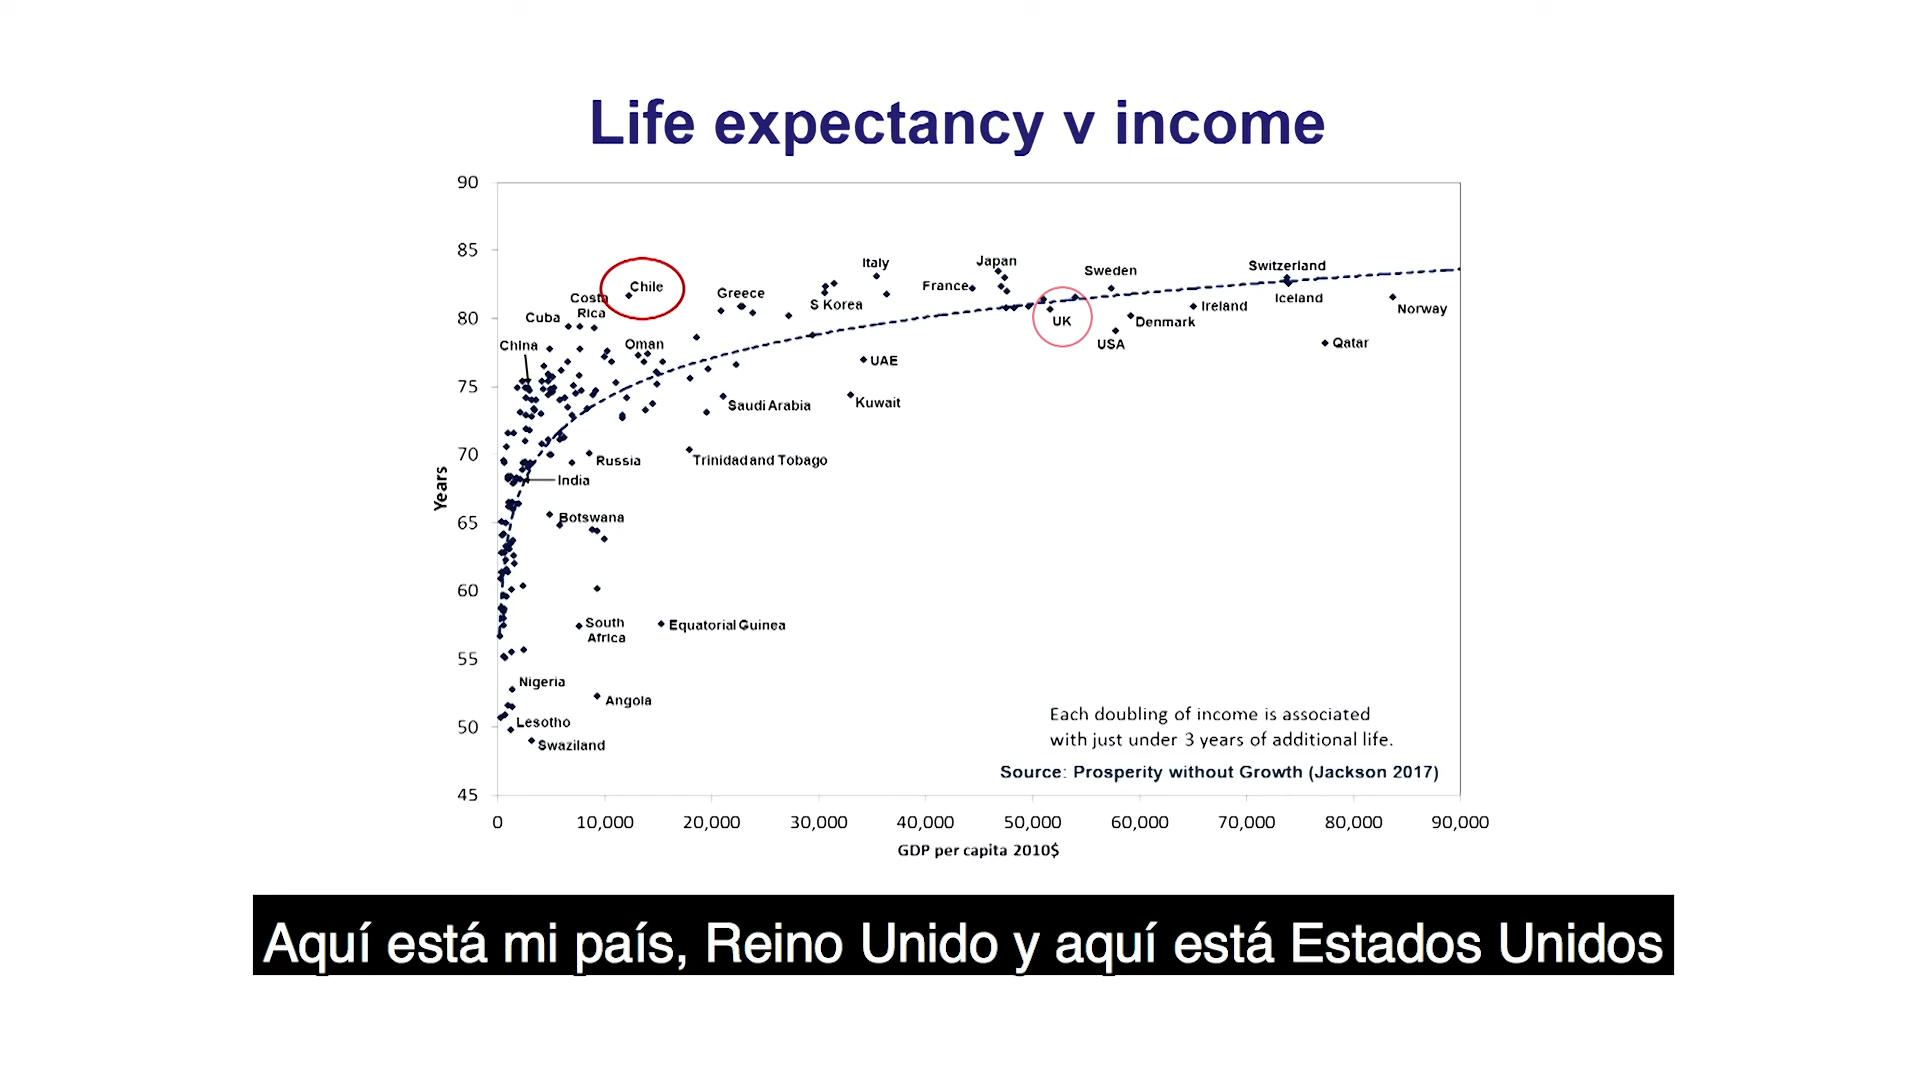 Life expectancy v income
90
85
80
75
70
65
60
55
50
45
Years
0 10,000 20,000 30,000 40,000 50,000 60,000 70,000 80,000 90,000
GDP per capita 2010$
Chile
Costa
Rica
Cuba
China
Oman
Greece
Italy
S Korea
France
Japan
Sweden
UK
Denmark
USA
Ireland
Switzerland
Iceland
Norway
Qatar
UAE
Kuwait
Saudi Arabia
Trinidad and Tobago
Russia
India
Botswana
South
Africa
Equatorial Guinea
Nigeria
Angola
Lesotho
Swaziland
Each doubling of income is associated
with just under 3 years of additional life.
Source: Prosperity without Growth (Jackson 2017)
Aquí está mi país, Reino Unido y aquí está Estados Unidos